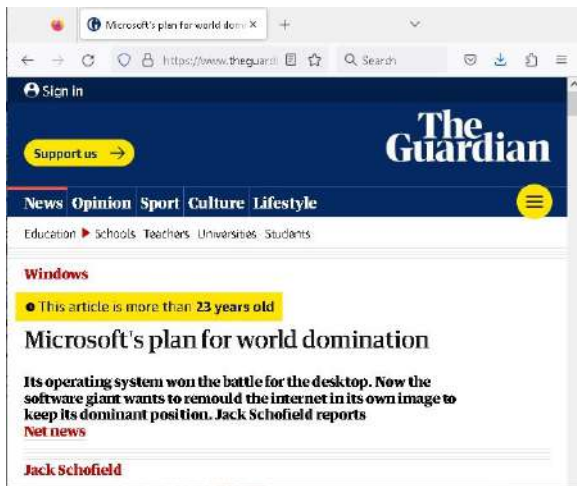 Microsoft's plan for world domi
https://www.theguardi
Search
Sign in
Support us
The
Guardian
News Opinion Sport Culture Lifestyle
Education Schools Teachers Universities Students
Windows
This article is more than 23 years old
Microsoft's plan for world domination
Its operating system won the battle for the desktop. Now the
software giant wants to remould the internet in its own image to
keep its dominant position. Jack Schofield reports
Net news
Jack Schofield